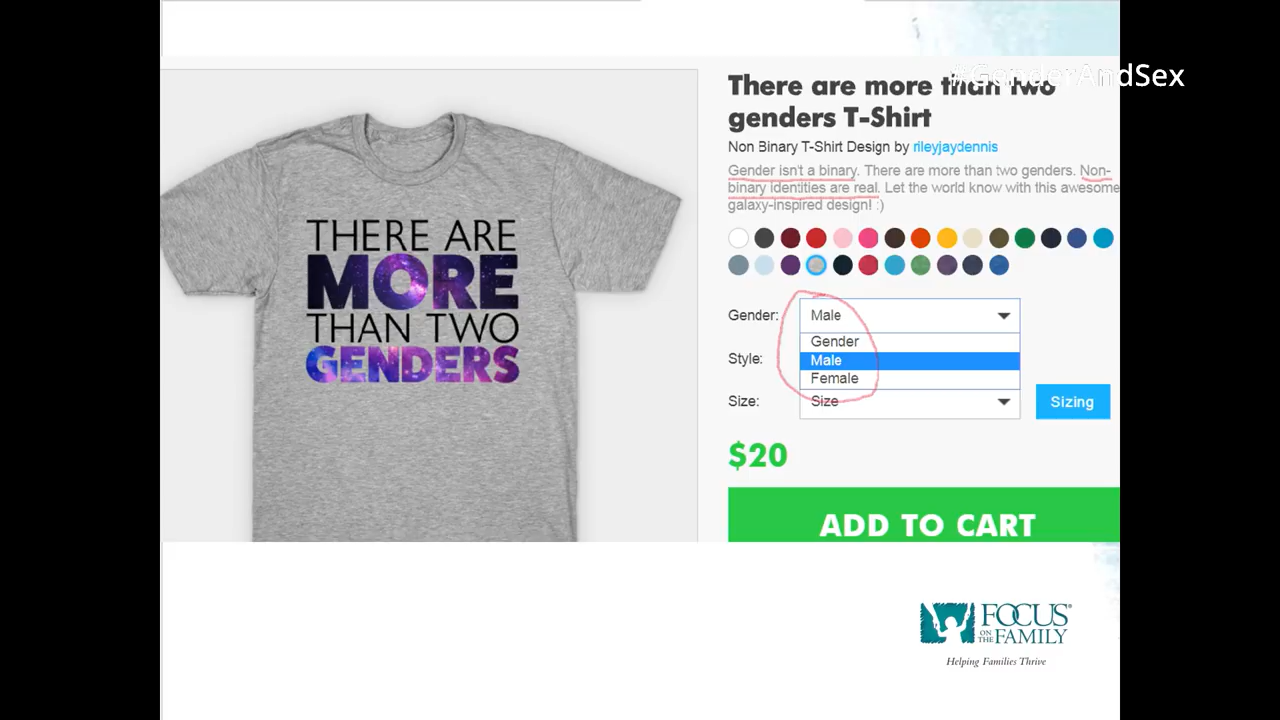 #GenderAndSex
There are more than two
genders T-Shirt
Non Binary T-Shirt Design by rileyjaydennis
Gender isn't a binary. There are more than two genders. Non-
binary identities are real. Let the world know with this awesome
galaxy-inspired design! :)
THERE ARE
MORE
THAN TWO
GENDERS
Gender: Male
Gender
Style: Male
Female
Size: Size
Sizing
$20
ADD TO CART
FOCUS
ON THE FAMILY®
Helping Families Thrive